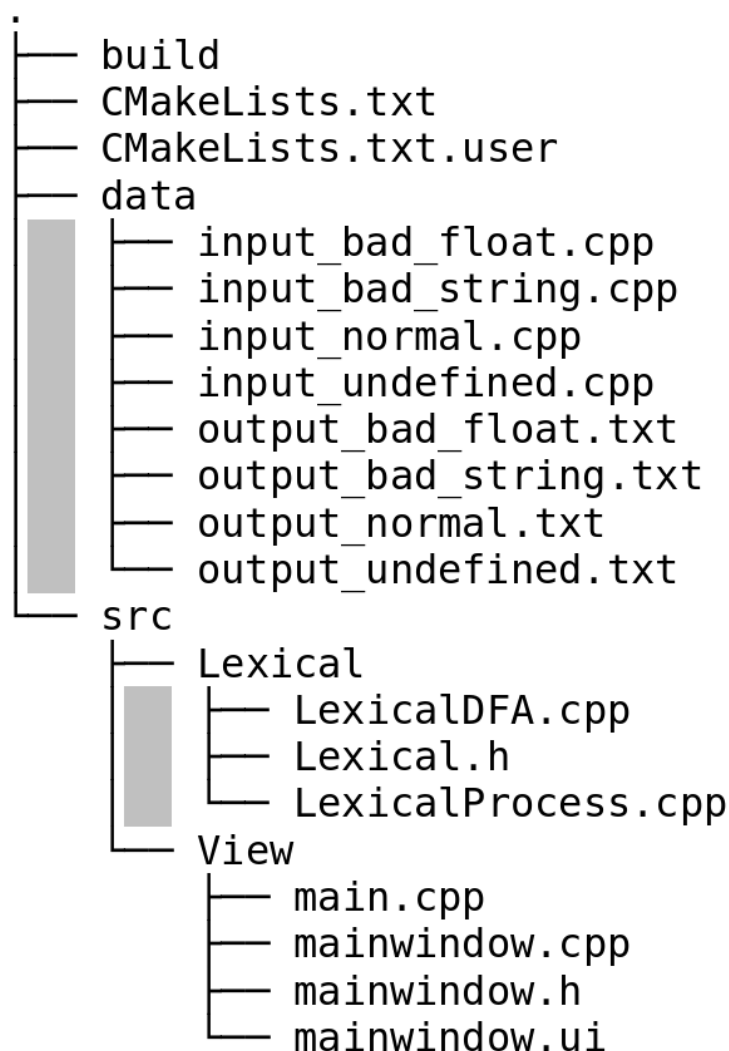 .
├── build
├── CMakeLists.txt
├── CMakeLists.txt.user
├── data
│   ├── input_bad_float.cpp
│   ├── input_bad_string.cpp
│   ├── input_normal.cpp
│   ├── input_undefined.cpp
│   ├── output_bad_float.txt
│   ├── output_bad_string.txt
│   ├── output_normal.txt
│   └── output_undefined.txt
└── src
    ├── Lexical
    │   ├── LexicalDFA.cpp
    │   ├── Lexical.h
    │   └── LexicalProcess.cpp
    └── View
        ├── main.cpp
        ├── mainwindow.cpp
        ├── mainwindow.h
        └── mainwindow.ui